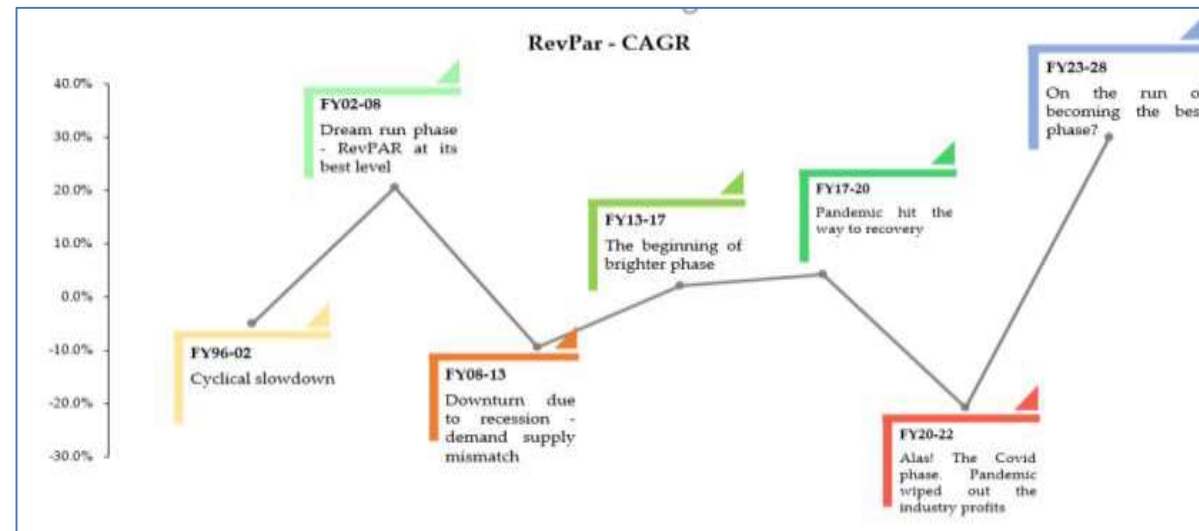 RevPar - CAGR
40.0%
30.0%
20.0%
10.0%
0.0%
-10.0%
-20.0%
-30.0%
FY96-02
Cyclical slowdown
FY02-08
Dream run phase
- RevPAR at its
best level
FY08-13
Downturn due
to recession -
demand supply
mismatch
FY13-17
The beginning of
brighter phase
FY17-20
Pandemic hit the
way to recovery
FY20-22
Alas! The Covid
phase. Pandemic
wiped out the
industry profits
FY23-28
On the run o
becoming the bes
phase?